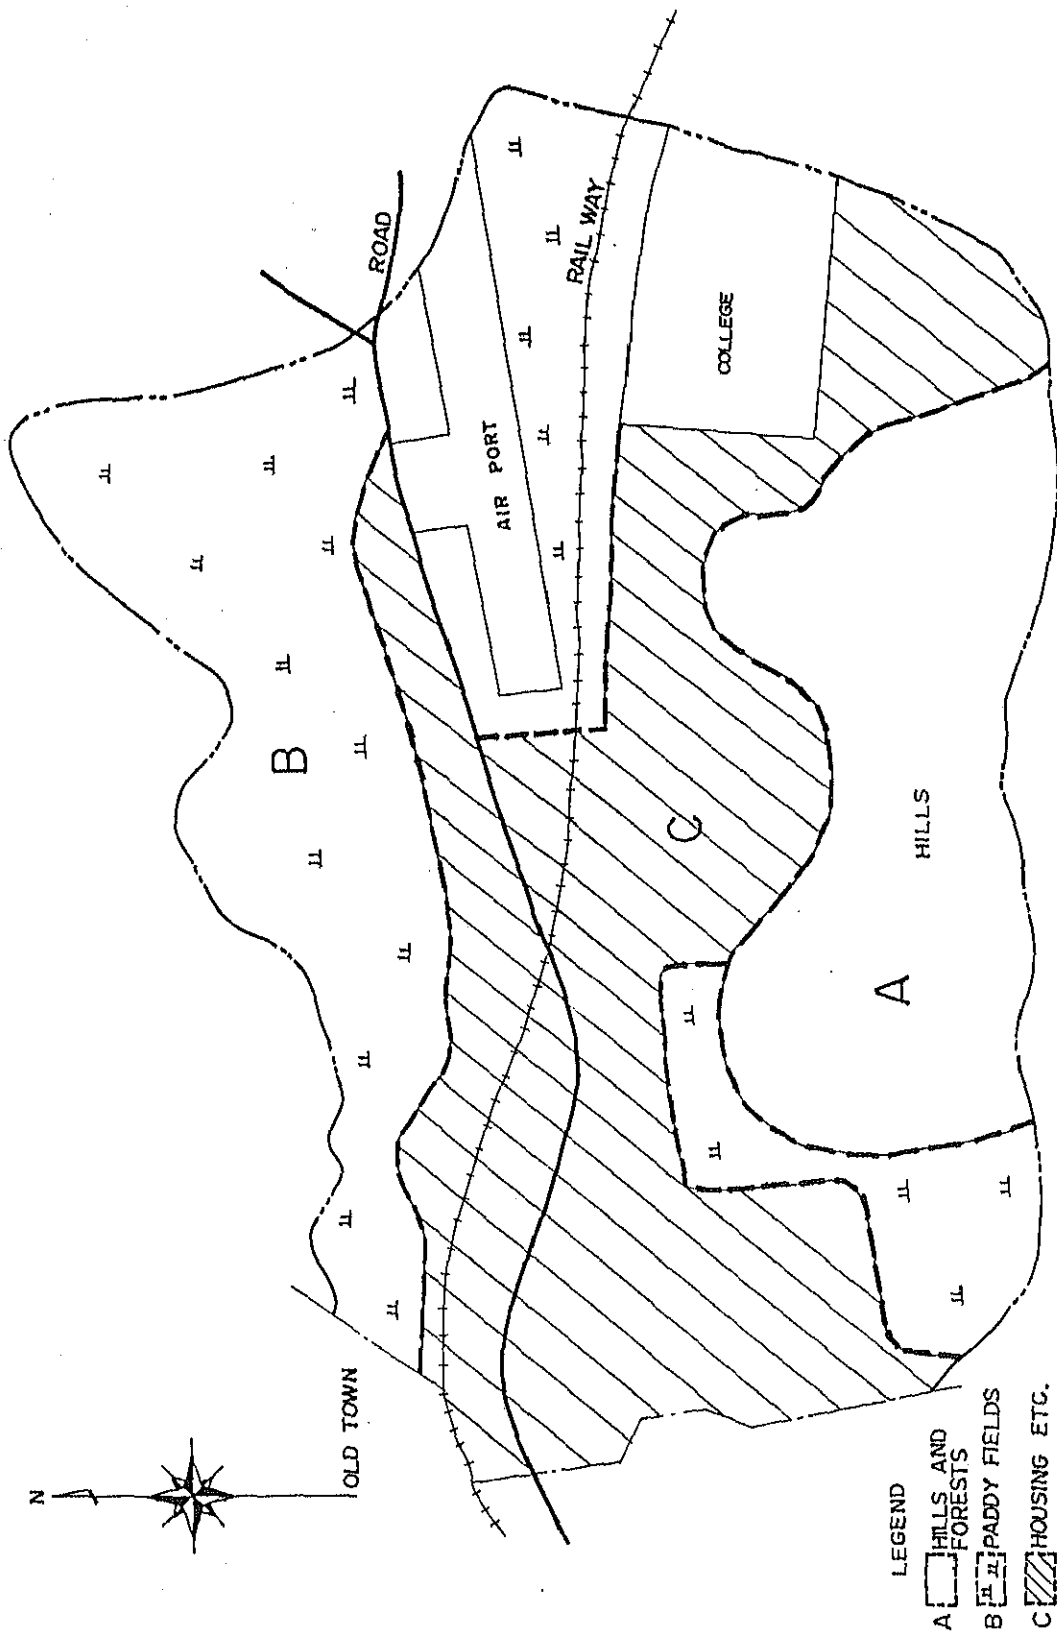 N
OLD TOWN
ROAD
B
AIR PORT
RAIL WAY
COLLEGE
C
HILLS
A
LEGEND
A HILLS AND
FORESTS
B PADDY FIELDS
C HOUSING ETC.